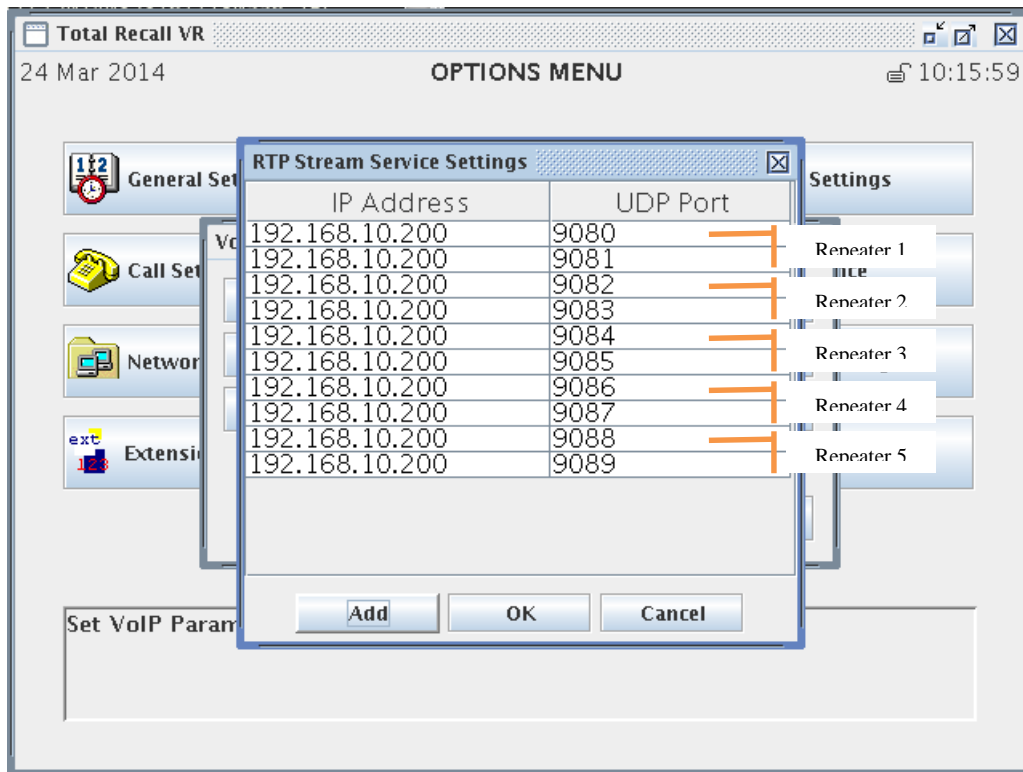 Total Recall VR
24 Mar 2014 OPTIONS MENU 10:15:59
General Set
Settings
Call Set
Networ
Extensi
ext
123
RTP Stream Service Settings
IP Address UDP Port
192.168.10.200 9080
192.168.10.200 9081
192.168.10.200 9082
192.168.10.200 9083
192.168.10.200 9084
192.168.10.200 9085
192.168.10.200 9086
192.168.10.200 9087
192.168.10.200 9088
192.168.10.200 9089
Repeater 1
Repeater 2
Repeater 3
Repeater 4
Repeater 5
Add OK Cancel
Set VoIP Param